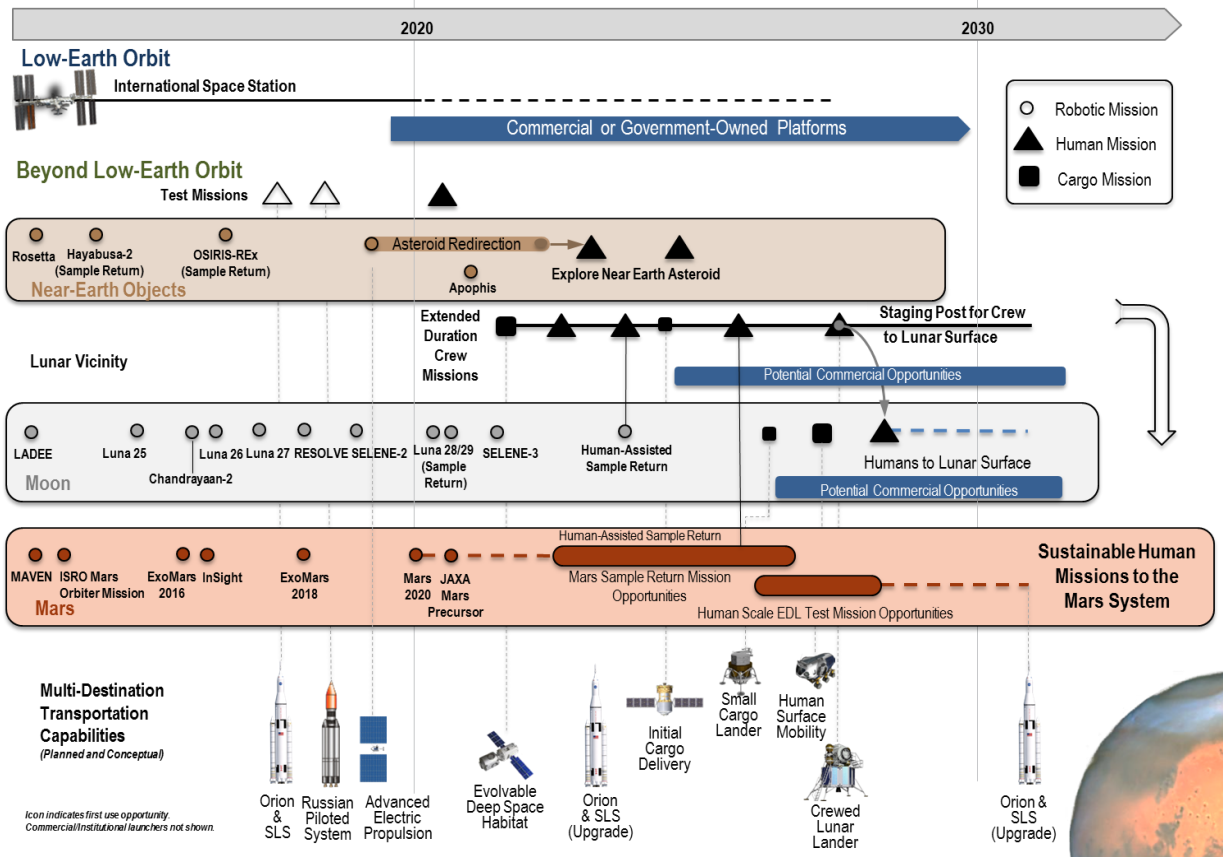 2020
2030
Low-Earth Orbit
International Space Station
Commercial or Government-Owned Platforms
Robotic Mission
Human Mission
Cargo Mission
Beyond Low-Earth Orbit
Test Missions
Rosetta
Hayabusa-2
(Sample Return)
OSIRIS-REx
(Sample Return)
Asteroid Redirection
Apophis
Explore Near Earth Asteroid
Near-Earth Objects
Lunar Vicinity
Extended
Duration
Crew
Missions
Staging Post for Crew
to Lunar Surface
Potential Commercial Opportunities
LADEE
Luna 25
Chandrayaan-2
Luna 26
Luna 27
RESOLVE
SELENE-2
Luna 28/29
(Sample
Return)
SELENE-3
Human-Assisted
Sample Return
Humans to Lunar Surface
Potential Commercial Opportunities
Moon
MAVEN
ISRO Mars
Orbiter Mission
ExoMars
2016
InSight
ExoMars
2018
Mars
2020
JAXA
Mars
Precursor
Human-Assisted Sample Return
Mars Sample Return Mission
Opportunities
Human Scale EDL Test Mission Opportunities
Sustainable Human
Missions to the
Mars System
Mars
Multi-Destination
Transportation
Capabilities
(Planned and Conceptual)
Orion
&
SLS
Russian
Piloted
System
Advanced
Electric
Propulsion
Evolvable
Deep Space
Habitat
Orion
& SLS
(Upgrade)
Initial
Cargo
Delivery
Small
Cargo
Lander
Human
Surface
Mobility
Crewed
Lunar
Lander
Orion &
SLS
(Upgrade)
Icon indicates first use opportunity.
Commercial/Institutional launchers not shown.